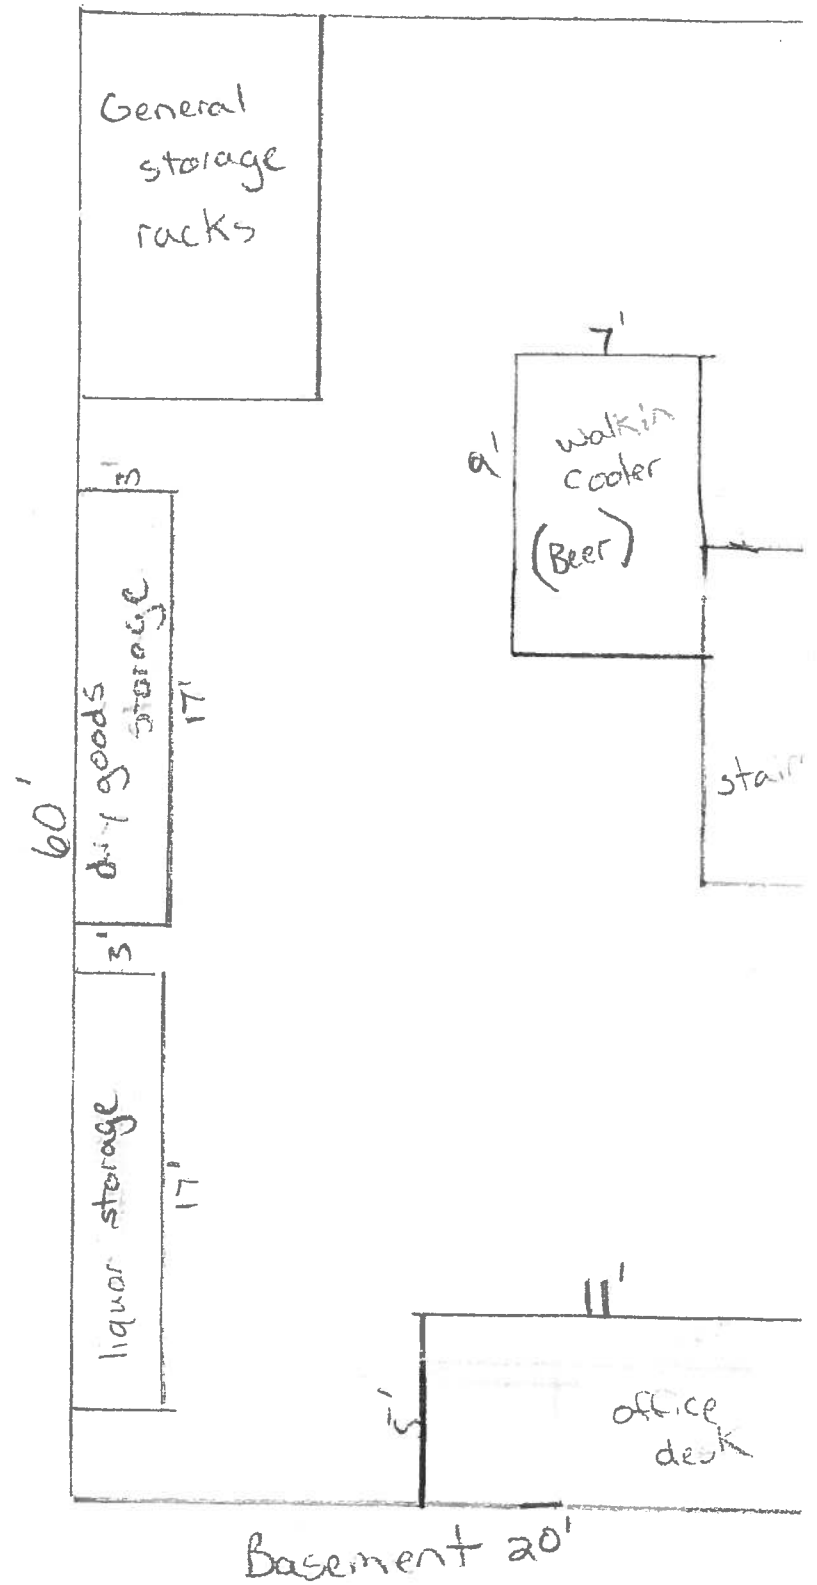 General
storage
racks
7'
9'
walkin
cooler
(Beer)
3'
dry goods
storage
17'
60'
stair
3'
liquor storage
17'
11'
5'
office
desk
Basement 20'